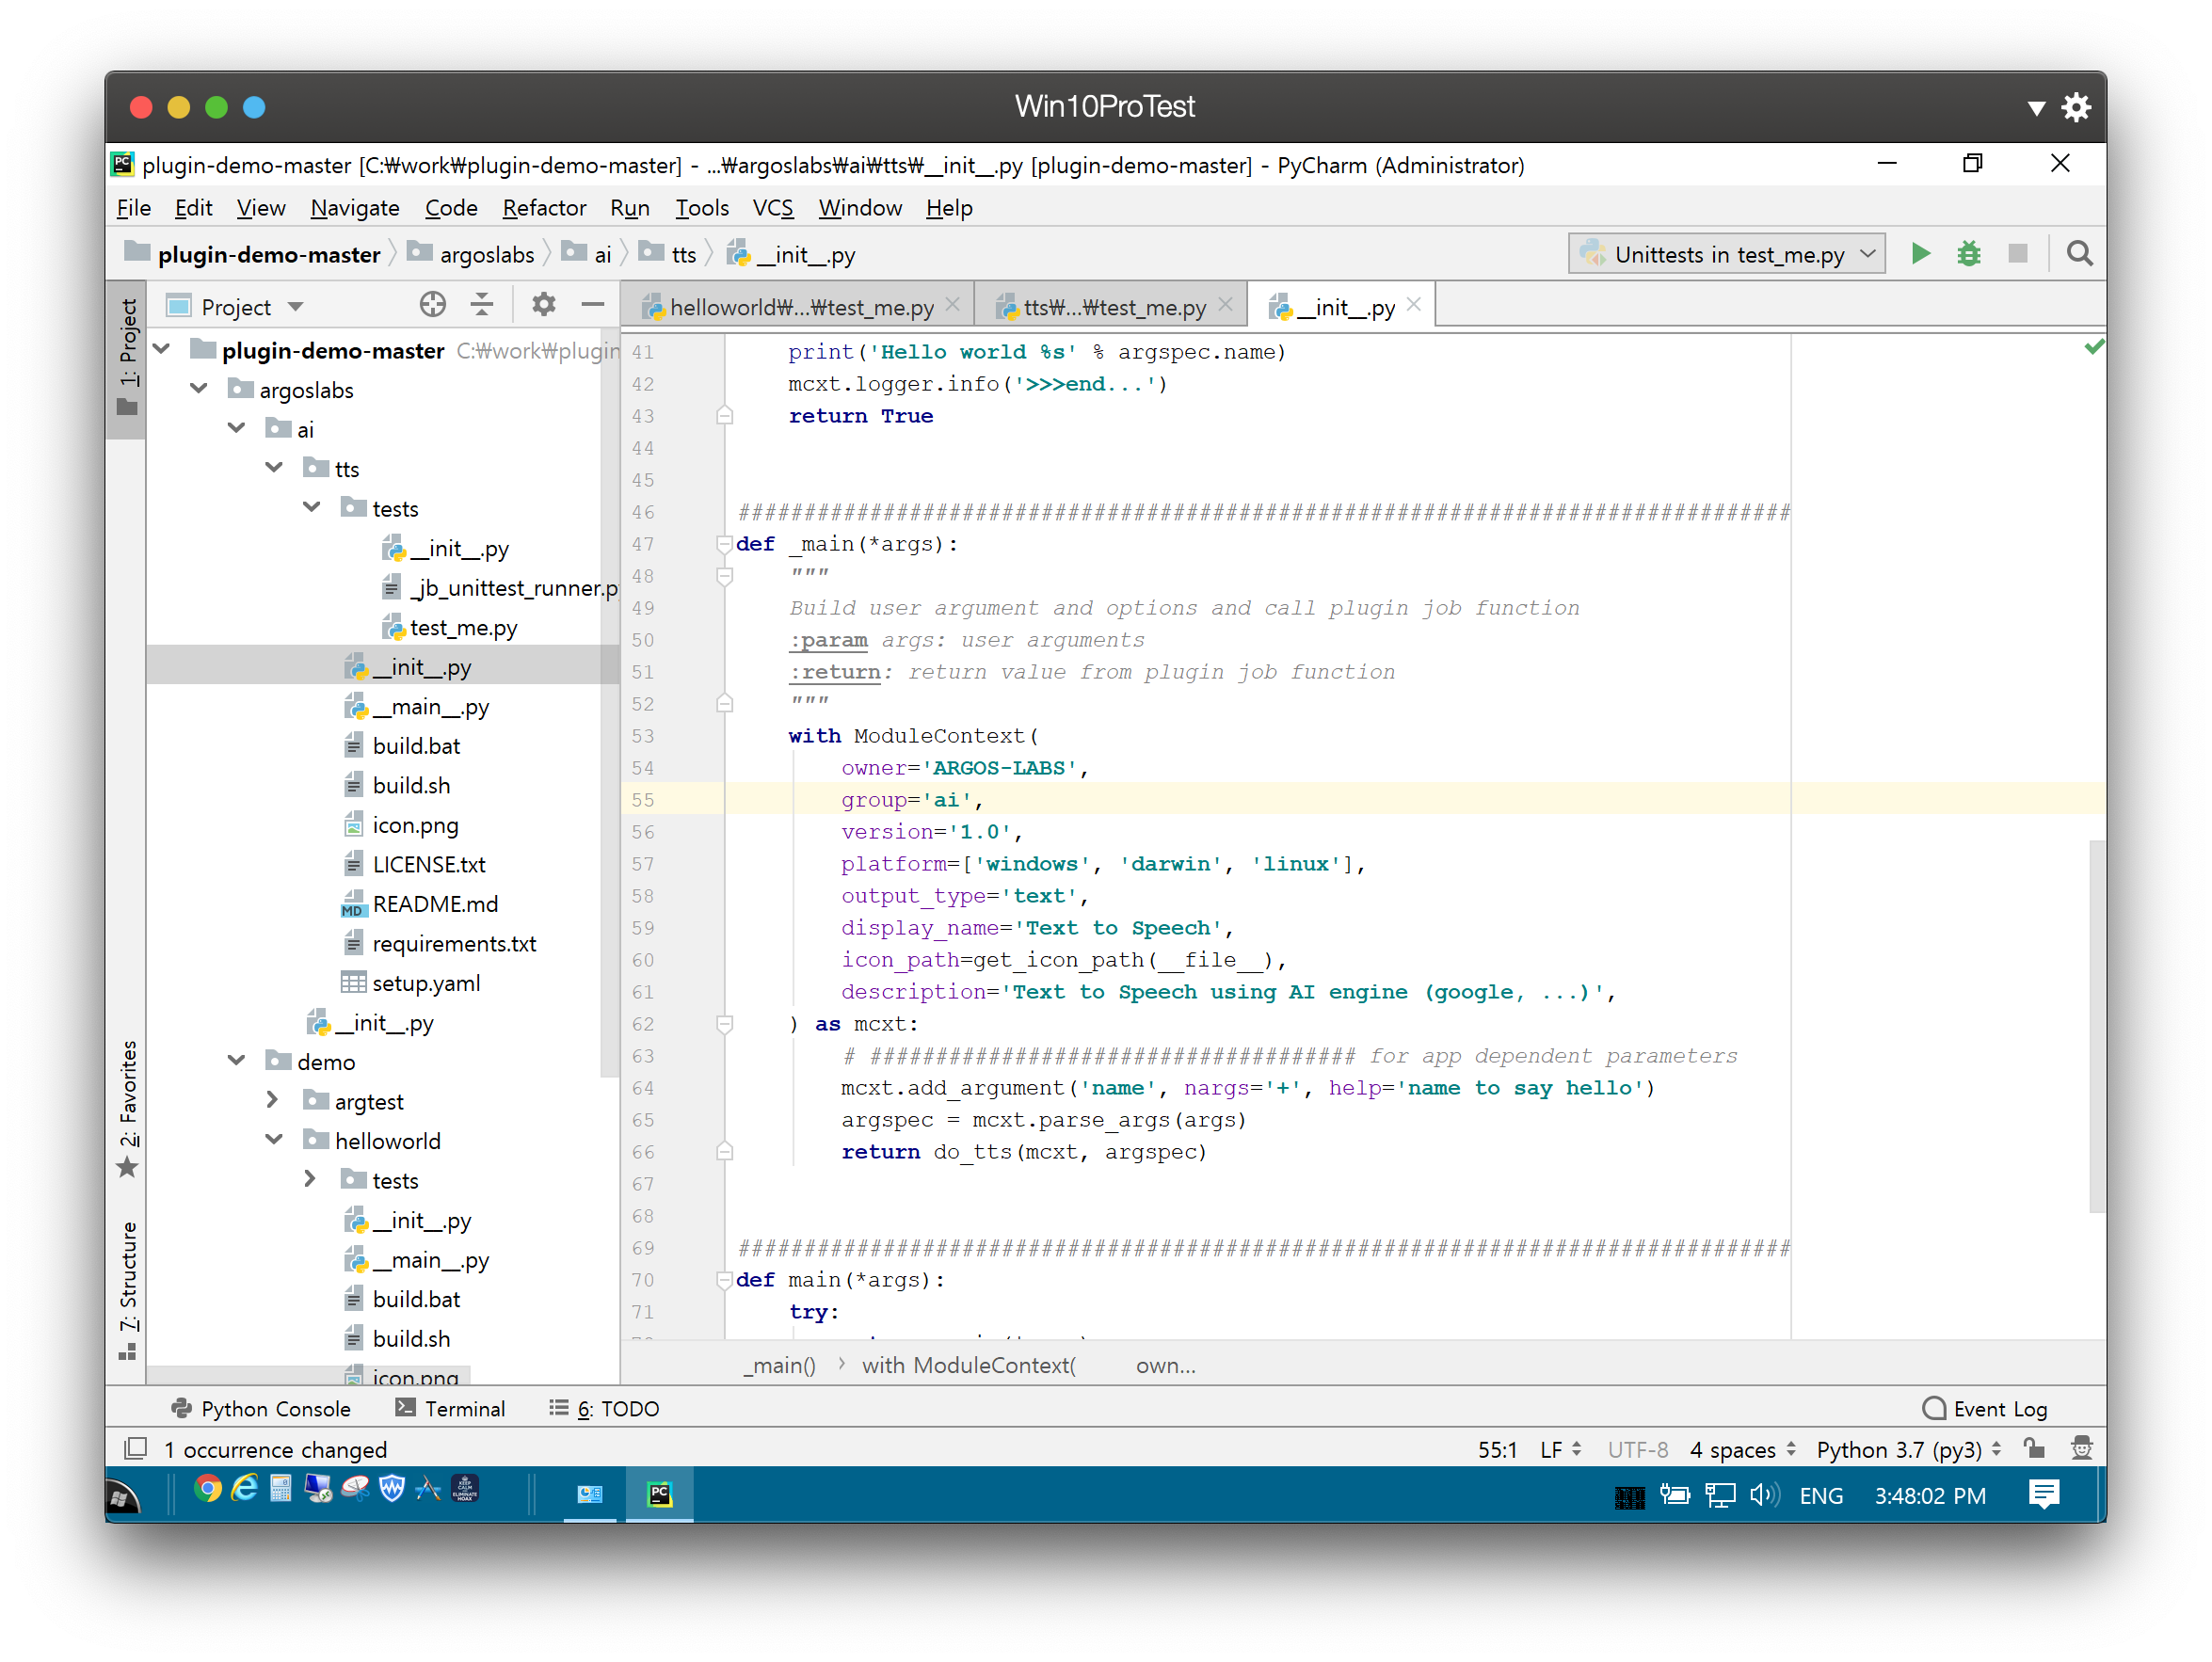 Win10ProTest
plugin-demo-master [C:₩work₩plugin-demo-master] - ...₩argoslabs₩ai₩tts₩__init__.py [plugin-demo-master] - PyCharm (Administrator)
File Edit View Navigate Code Refactor Run Tools VCS Window Help
plugin-demo-master argoslabs ai tts __init__.py Unittests in test_me.py
1: Project
2: Favorites
7: Structure
Project
plugin-demo-master C:₩work₩plugin
argoslabs
ai
tts
tests
__init__.py
_jb_unittest_runner.p
test_me.py
__init__.py
__main__.py
build.bat
build.sh
icon.png
LICENSE.txt
README.md
requirements.txt
setup.yaml
__init__.py
demo
argtest
helloworld
tests
__init__.py
__main__.py
build.bat
build.sh
icon.png
helloworld₩...₩test_me.py tts₩...₩test_me.py __init__.py
41 print('Hello world %s' % argspec.name)
42 mcxt.logger.info('>>>end...')
43 return True
44
45
46 ################################################################################
47 def _main(*args):
48 """
49 Build user argument and options and call plugin job function
50 :param args: user arguments
51 :return: return value from plugin job function
52 """
53 with ModuleContext(
54 owner='ARGOS-LABS',
55 group='ai',
56 version='1.0',
57 platform=['windows', 'darwin', 'linux'],
58 output_type='text',
59 display_name='Text to Speech',
60 icon_path=get_icon_path(__file__),
61 description='Text to Speech using AI engine (google, ...)',
62 ) as mcxt:
63 # ##################################### for app dependent parameters
64 mcxt.add_argument('name', nargs='+', help='name to say hello')
65 argspec = mcxt.parse_args(args)
66 return do_tts(mcxt, argspec)
67
68
69 ################################################################################
70 def main(*args):
71 try:
_main() › with ModuleContext( own...
Python Console Terminal 6: TODO Event Log
1 occurrence changed 55:1 LF UTF-8 4 spaces Python 3.7 (py3)
ENG 3:48:02 PM